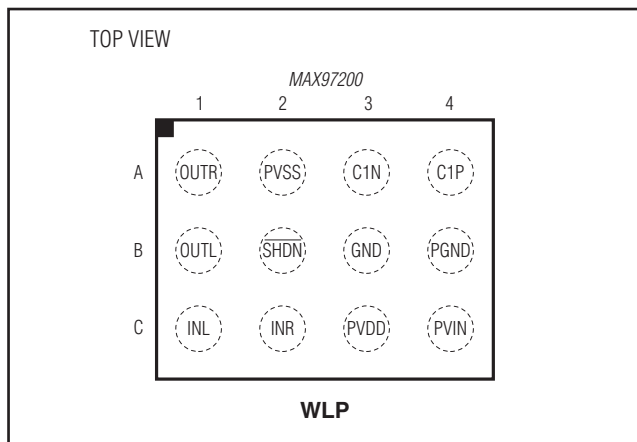 TOP VIEW
MAX97200
1 2 3 4
A OUTR PVSS C1N C1P
B OUTL SHDN GND PGND
C INL INR PVDD PVIN
WLP